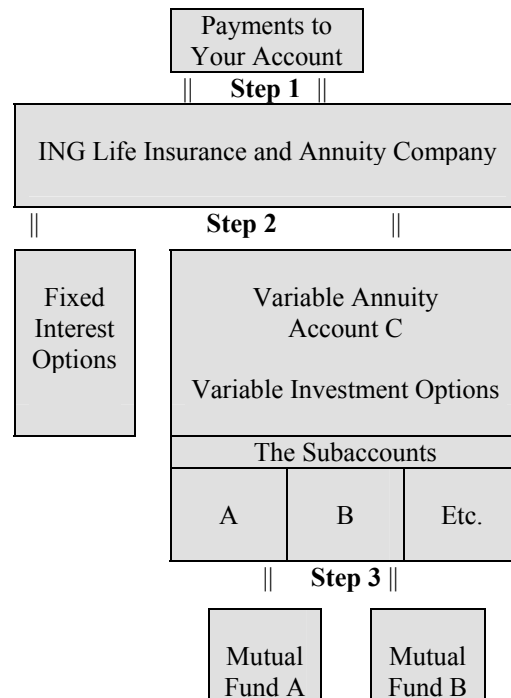 Payments to
Your Account
|| Step 1 ||
ING Life Insurance and Annuity Company
|| Step 2 ||
Fixed
Interest
Options
Variable Annuity
Account C
Variable Investment Options
The Subaccounts
A B Etc.
|| Step 3 ||
Mutual
Fund A
Mutual
Fund B